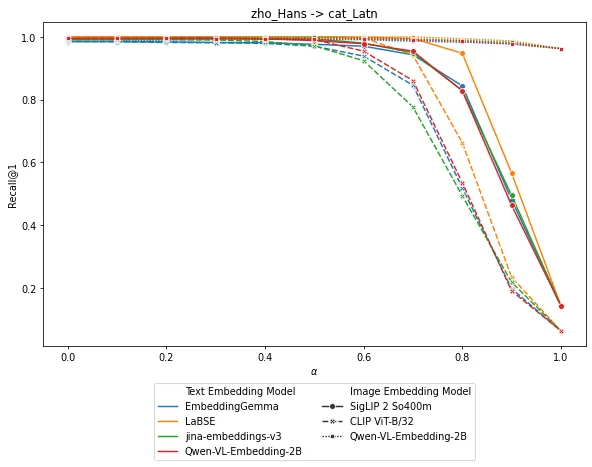 zho_Hans -> cat_Latn
Recall@1
1.0
0.8
0.6
0.4
0.2
0.0 0.2 0.4 0.6 0.8 1.0
α
Text Embedding Model
EmbeddingGemma
LaBSE
jina-embeddings-v3
Qwen-VL-Embedding-2B
Image Embedding Model
SigLIP 2 So400m
CLIP ViT-B/32
Qwen-VL-Embedding-2B